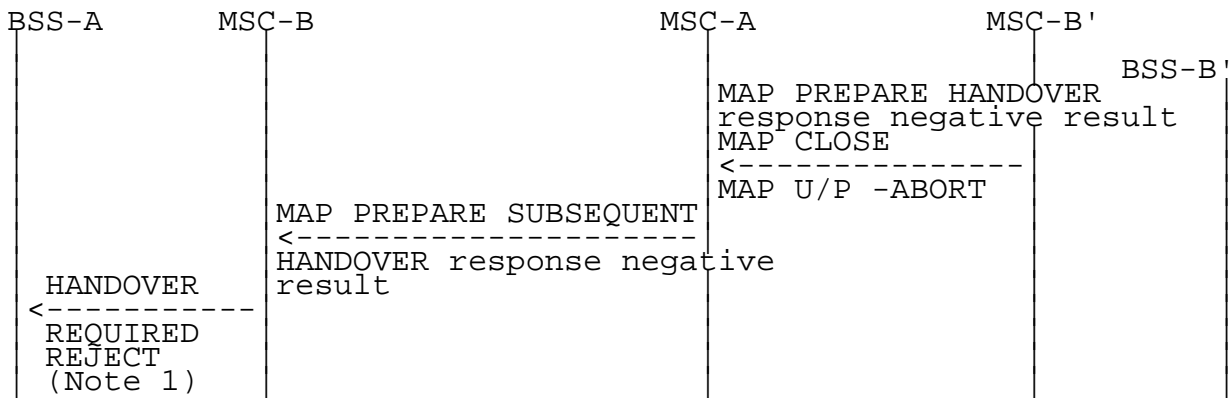 BSS-A MSC-B MSC-A MSC-B'
BSS-B'
MAP PREPARE HANDOVER
response negative result
MAP CLOSE
<---------------
MAP U/P -ABORT
MAP PREPARE SUBSEQUENT
<---------------------
HANDOVER response negative
result
HANDOVER
<------------
REQUIRED
REJECT
(Note 1)